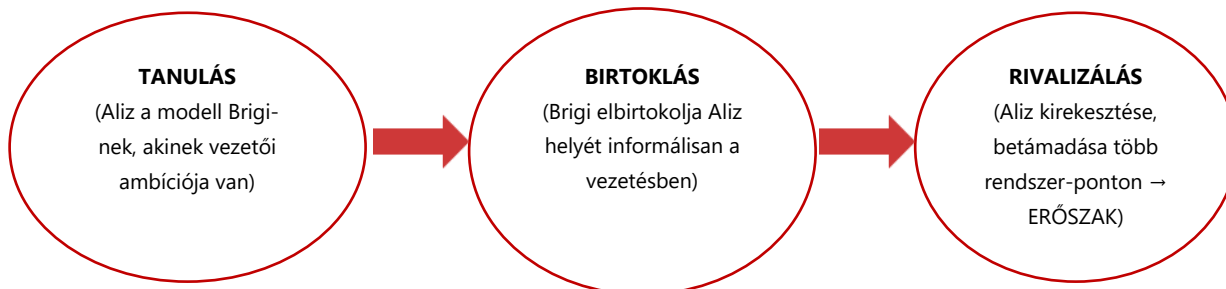 TANULÁS
(Aliz a modell Brigi-
nek, akinek vezetői
ambíciója van)
BIRTOKLÁS
(Brigi elbirtokolja Aliz
helyét informálisan a
vezetésben)
RIVALIZÁLÁS
(Aliz kirekesztése,
betámadása több
rendszer-ponton →
ERŐSZAK)